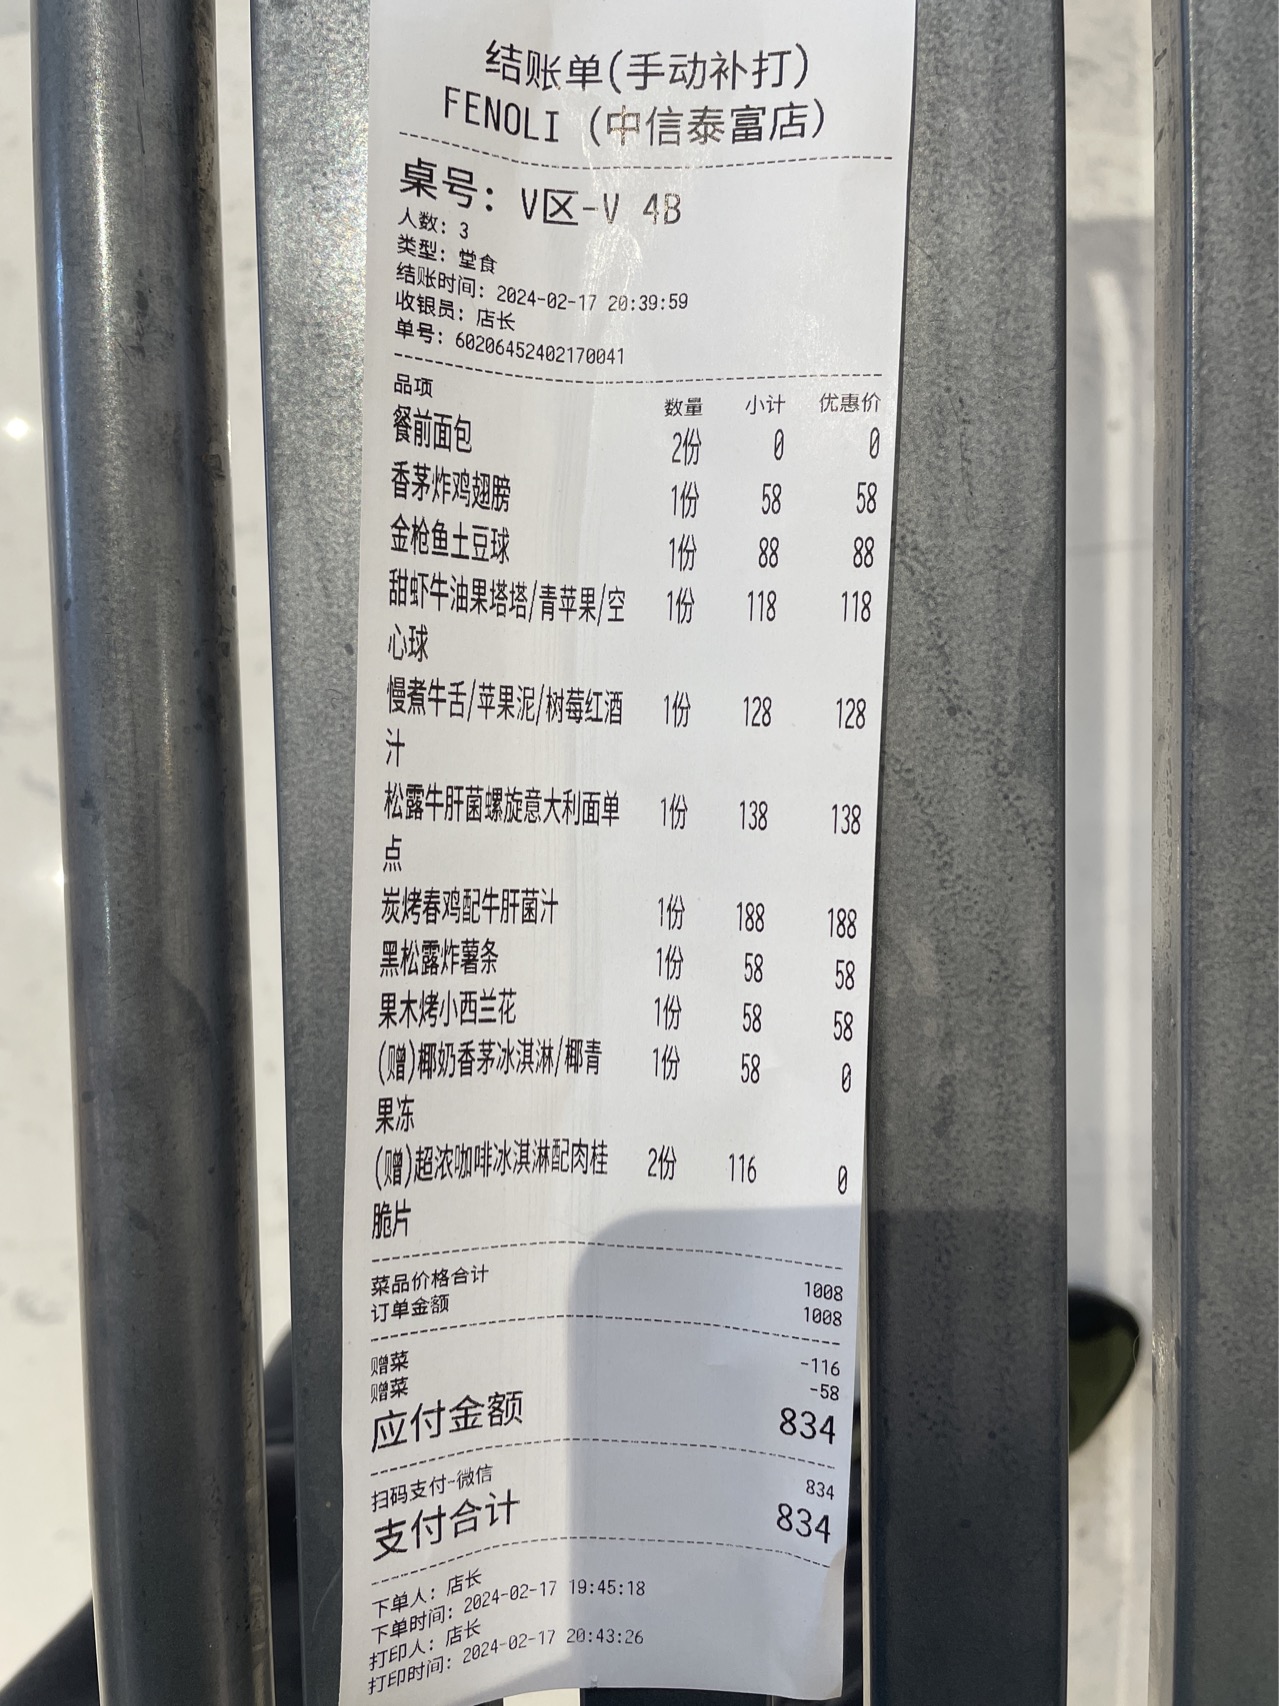 结账单(手动补打)
FENOLI (中信泰富店)
桌号: V区-V 4B
人数: 3
类型: 堂食
结账时间: 2024-02-17 20:39:59
收银员: 店长
单号: 60206452402170041
品项 数量 小计 优惠价
餐前面包 2份 0 0
香茅炸鸡翅膀 1份 58 58
金枪鱼土豆球 1份 88 88
甜虾牛油果塔塔/青苹果/空 1份 118 118
心球
慢煮牛舌/苹果泥/树莓红酒 1份 128 128
汁
松露牛肝菌螺旋意大利面单 1份 138 138
点
炭烤春鸡配牛肝菌汁 1份 188 188
黑松露炸薯条 1份 58 58
果木烤小西兰花 1份 58 58
(赠)椰奶香茅冰淇淋/椰青 1份 58 0
果冻
(赠)超浓咖啡冰淇淋配肉桂 2份 116 0
脆片
菜品价格合计 1008
订单金额 1008
赠菜 -116
赠菜 -58
应付金额 834
扫码支付-微信 834
支付合计 834
下单人: 店长
下单时间: 2024-02-17 19:45:18
打印人: 店长
打印时间: 2024-02-17 20:43:26